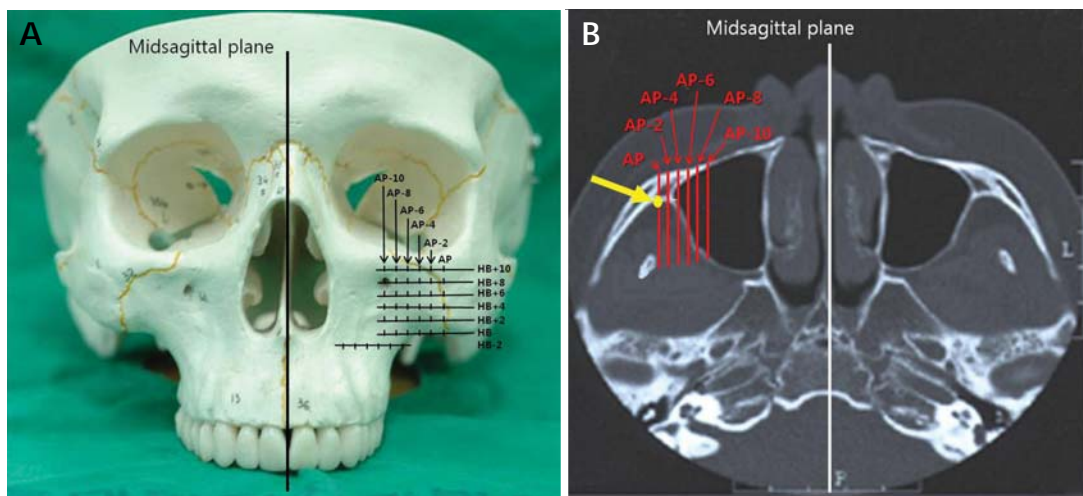 A
Midsagittal plane
AP-10
AP-8
AP-6
AP-4
AP-2
AP
HB+10
HB+8
HB+6
HB+4
HB+2
HB
HB-2
13
B
Midsagittal plane
AP-6
AP-4
AP-8
AP-2
AP-10
AP
L
P